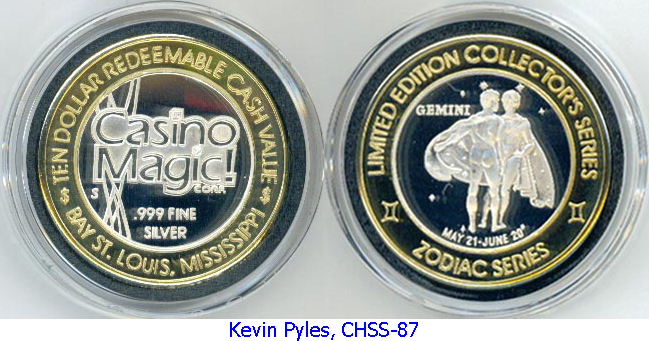 $ TEN DOLLAR REDEEMABLE CASH VALUE $
Casino
Magic!
CORP.
S
.999 FINE
SILVER
BAY ST. LOUIS, MISSISSIPPI
LIMITED EDITION COLLECTOR'S SERIES
GEMINI
MAY 21-JUNE 20
ZODIAC SERIES
Kevin Pyles, CHSS-87